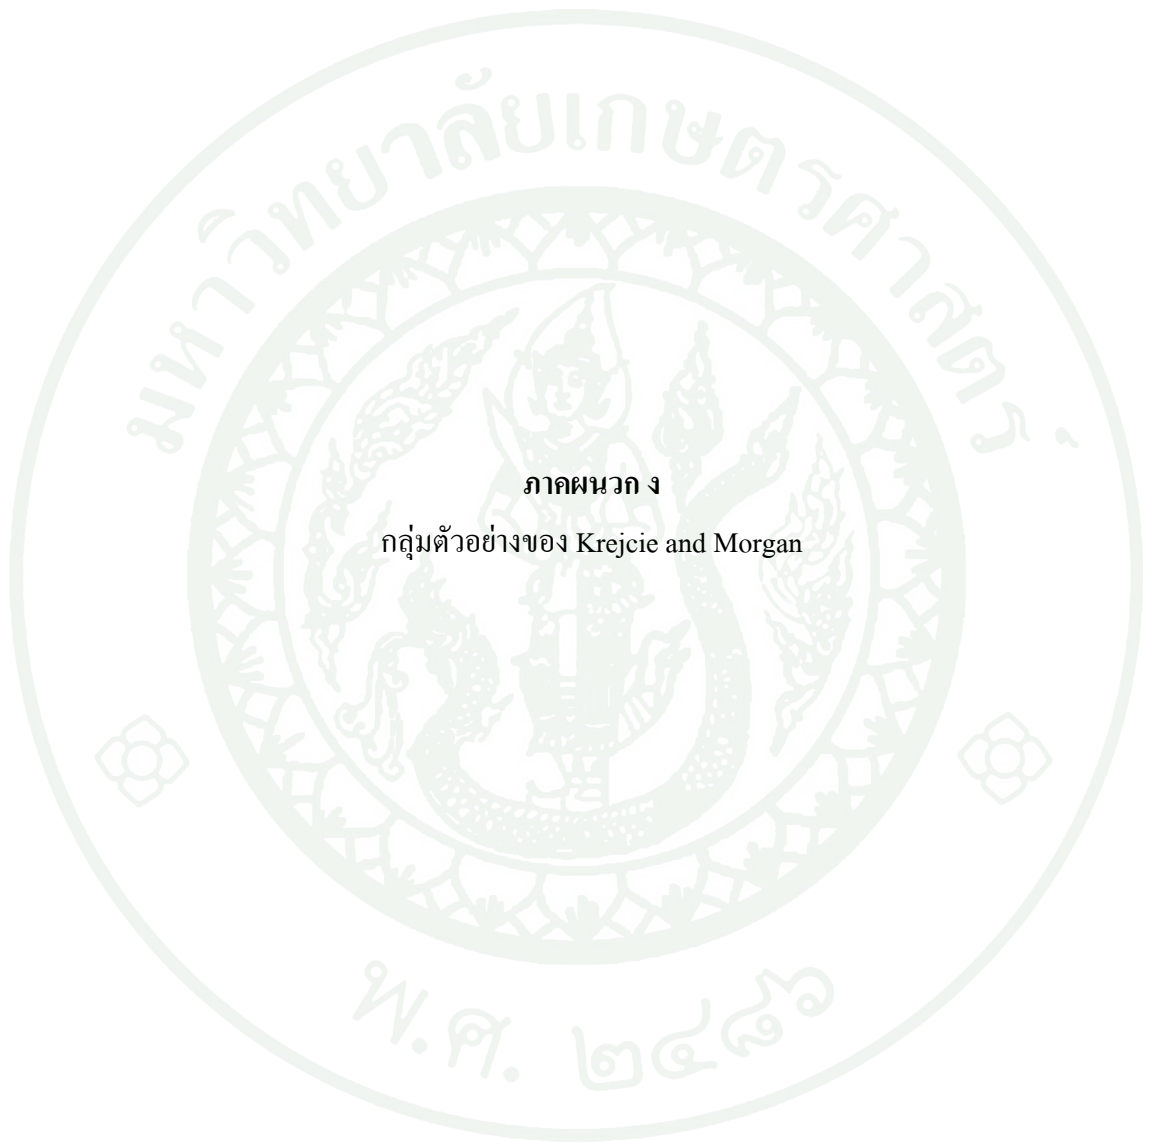 มหาวิทยาลัยเกษตรศาสตร์
ภาคผนวก ง
กลุ่มตัวอย่างของ Krejcie and Morgan
พ.ศ. ๒๔๘๖